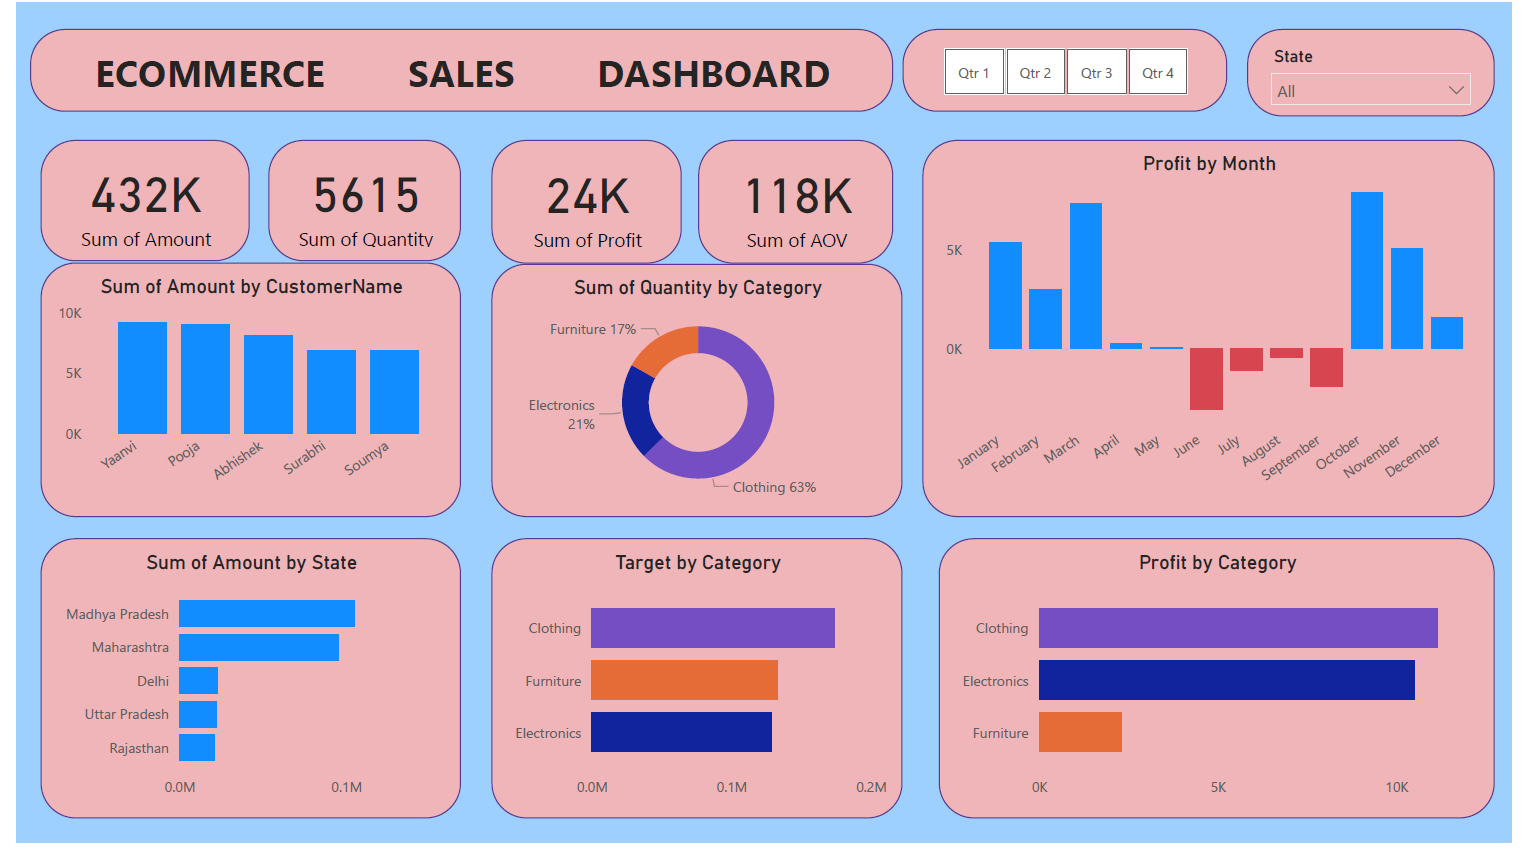 ECOMMERCE SALES DASHBOARD
Qtr 1
Qtr 2
Qtr 3
Qtr 4
State
All
432K
Sum of Amount
5615
Sum of Quantity
24K
Sum of Profit
118K
Sum of AOV
Profit by Month
5K
0K
January
February
March
April
May
June
July
August
September
October
November
December
Sum of Amount by CustomerName
10K
5K
0K
Yaanvi
Pooja
Abhishek
Surabhi
Soumya
Sum of Quantity by Category
Furniture 17%
Electronics
21%
Clothing 63%
Sum of Amount by State
Madhya Pradesh
Maharashtra
Delhi
Uttar Pradesh
Rajasthan
0.0M
0.1M
Target by Category
Clothing
Furniture
Electronics
0.0M
0.1M
0.2M
Profit by Category
Clothing
Electronics
Furniture
0K
5K
10K